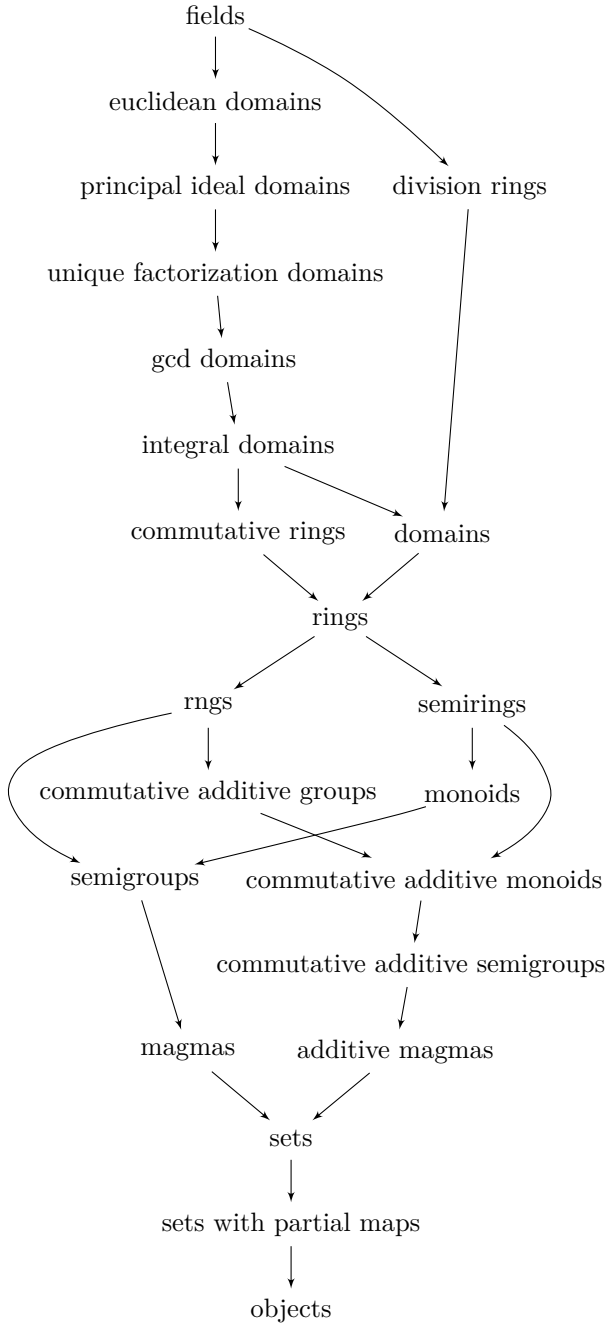 fields
euclidean domains
principal ideal domains
division rings
unique factorization domains
gcd domains
integral domains
commutative rings
domains
rings
rngs
semirings
commutative additive groups
monoids
semigroups
commutative additive monoids
commutative additive semigroups
magmas
additive magmas
sets
sets with partial maps
objects